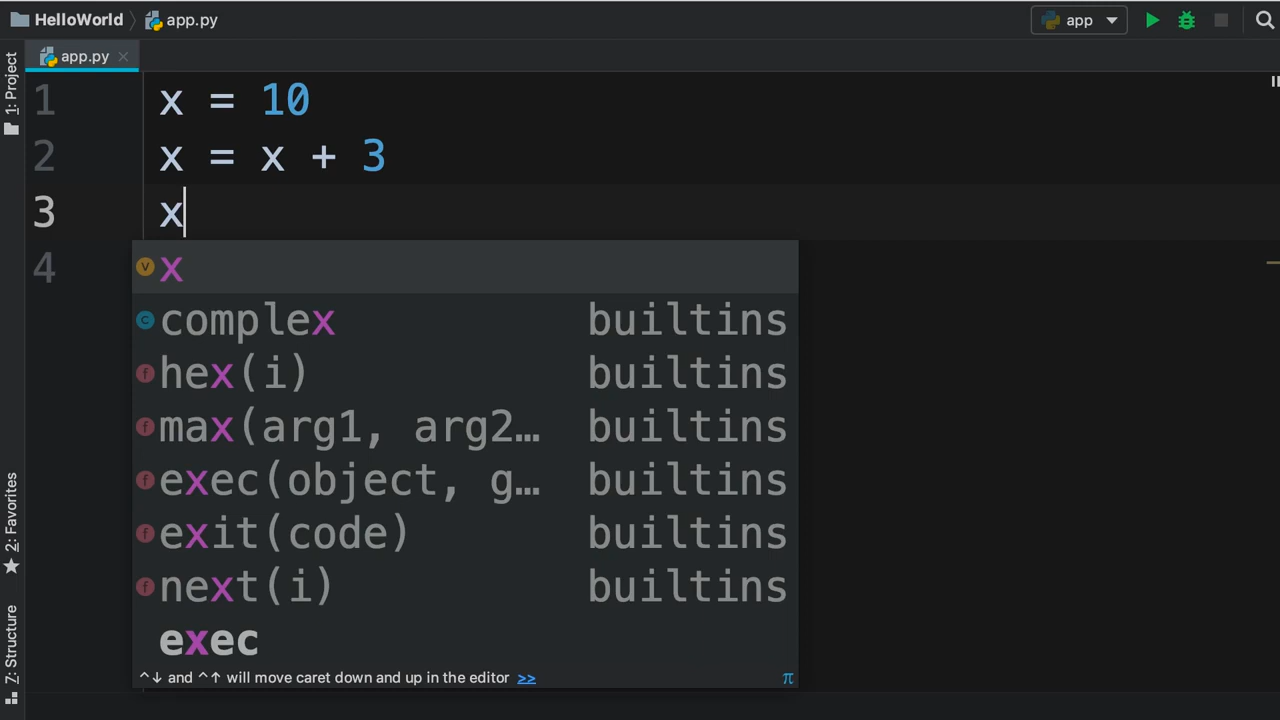 HelloWorld app.py
app
app.py
1: Project
1 x = 10
2 x = x + 3
3 x
4
v x
c complex builtins
f hex(i) builtins
f max(arg1, arg2… builtins
f exec(object, g… builtins
f exit(code) builtins
f next(i) builtins
exec
^↓ and ^↑ will move caret down and up in the editor >> π
2: Favorites
Z: Structure